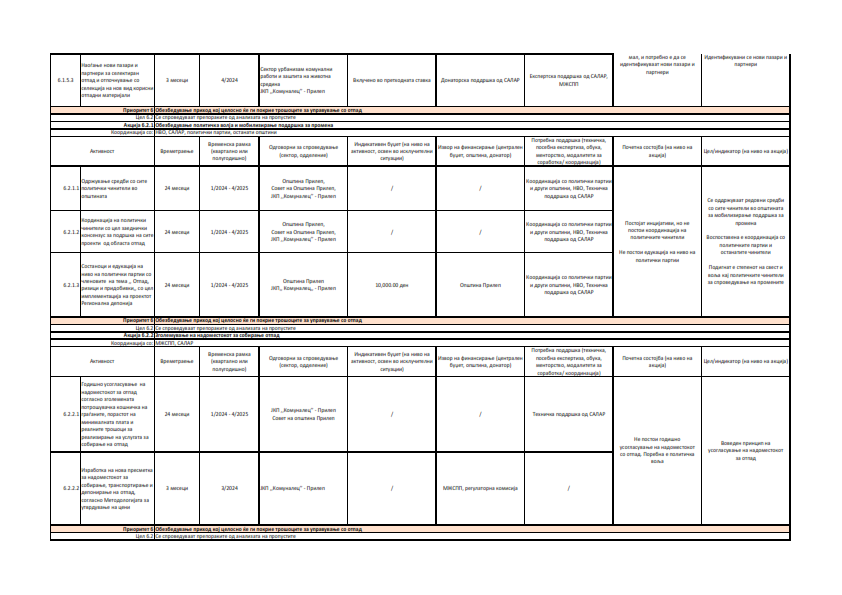 6.1.5.3
Наоѓање нови пазари и
партнери за селектиран
отпад и отпочнување со
селекција на нов вид корисни
отпадни материјали
3 месеци
4/2024
Сектор урбанизам комунални
работи и заштита на животна
средина
ЈКП „Комуналец“ - Прилеп
Вклучено во претходната ставка
Донаторска поддршка од САЛАР
Експертска поддршка од САЛАР,
МЖСПП
мал, и потребно е да се
идентификуваат нови пазари и
партнери
Идентификувани се нови пазари и
партнери
Приоритет 6 Обезбедување приход кој целосно ќе ги покрие трошоците за управување со отпад
Цел 6.2 Се спроведуваат препораките од анализата на пропустите
Акција 6.2.1 Обезбедување политичка волја и мобилизирање поддршка за промена
Координација со: НВО, САЛАР, политички партии, останати општини
Активност
Времетраење
Временска рамка
(квартално или
полугодишно)
Одговорни за спроведување
(сектор, одделение)
Индикативен буџет (на ниво на
активност, освен во исклучителни
ситуации)
Извор на финансирање (централен
буџет, општина, донатор)
Потребна поддршка (техничка,
посебна експертиза, обука,
менторство, модалитети за
соработка/ координација)
Почетна состојба (на ниво на
акција)
Цел/индикатор (на ниво на акција)
6.2.1.1
Одржување средби со сите
политички чинители во
општината
24 месеци
1/2024 - 4/2025
Општина Прилеп,
Совет на Општина Прилеп,
ЈКП „Комуналец“ - Прилеп
/
/
Координација со политички партии
и други општини, НВО, Техничка
поддршка од САЛАР
6.2.1.2
Кординација на политички
чинители со цел заеднички
консензус за подршка на сите
проекти од областа отпад
24 месеци
1/2024 - 4/2025
Општина Прилеп,
Совет на Општина Прилеп,
ЈКП „Комуналец“ - Прилеп
/
/
Координација со политички партии
и други општини, НВО, Техничка
поддршка од САЛАР
6.2.1.3
Состаноци и едукација на
ниво на политички партии со
членовите на тема „ Отпад,
ризици и придобивки„ со цел
имплементација на проектот
Регионална депонија
24 месеци
1/2024 - 4/2025
Општина Прилеп
ЈКП„ Комуналец„ - Прилеп
10,000.00 ден
Општина Прилеп
Координација со политички партии
и други општини, НВО, Техничка
поддршка од САЛАР
Постојат иницијативи, но не
постои координација на
политичките чинители
Не постои едукација на ниво на
политички партии
Се одржуваат редовни средби
со сите чинители во општината
за мобилизирање поддршка за
промена
Воспоставена е координација со
политичките партии и
останатите чинители
Подигнат е степенот на свест и
волја кај политичките чинители
за спроведување на промените
Приоритет 6 Обезбедување приход кој целосно ќе ги покрие трошоците за управување со отпад
Цел 6.2 Се спроведуваат препораките од анализата на пропустите
Акција 6.2.2 Зголемување на надоместокот за собирање отпад
Координација со: МЖСПП, САЛАР
Активност
Времетраење
Временска рамка
(квартално или
полугодишно)
Одговорни за спроведување
(сектор, одделение)
Индикативен буџет (на ниво на
активност, освен во исклучителни
ситуации)
Извор на финансирање (централен
буџет, општина, донатор)
Потребна поддршка (техничка,
посебна експертиза, обука,
менторство, модалитети за
соработка/ координација)
Почетна состојба (на ниво на
акција)
Цел/индикатор (на ниво на акција)
6.2.2.1
Годишно усогласување на
надоместокот за отпад
согласно зголемената
потрошувачка кошничка на
граѓаните, порастот на
минималната плата и
реалните трошоци за
реализирање на услугата за
собирање на отпад
24 месеци
1/2024 - 4/2025
ЈКП „Комуналец“ - Прилеп
Совет на општина Прилеп
/
/
Техничка поддршка од САЛАР
6.2.2.2
Изработка на нова пресметка
за надоместокот за
собирање, транспортирање и
депонирање на отпад,
согласно Методологијата за
утврдување на цени
3 месеци
3/2024
ЈКП „Комуналец“ - Прилеп
/
МЖСПП, регулаторна комисија
/
Не постои годишно
усогласување на надоместокот
со отпад, Поребна е политичка
волја
Воведен принцип на
усогласување на надоместокот
за отпад
Приоритет 6 Обезбедување приход кој целосно ќе ги покрие трошоците за управување со отпад
Цел 6.2 Се спроведуваат препораките од анализата на пропустите